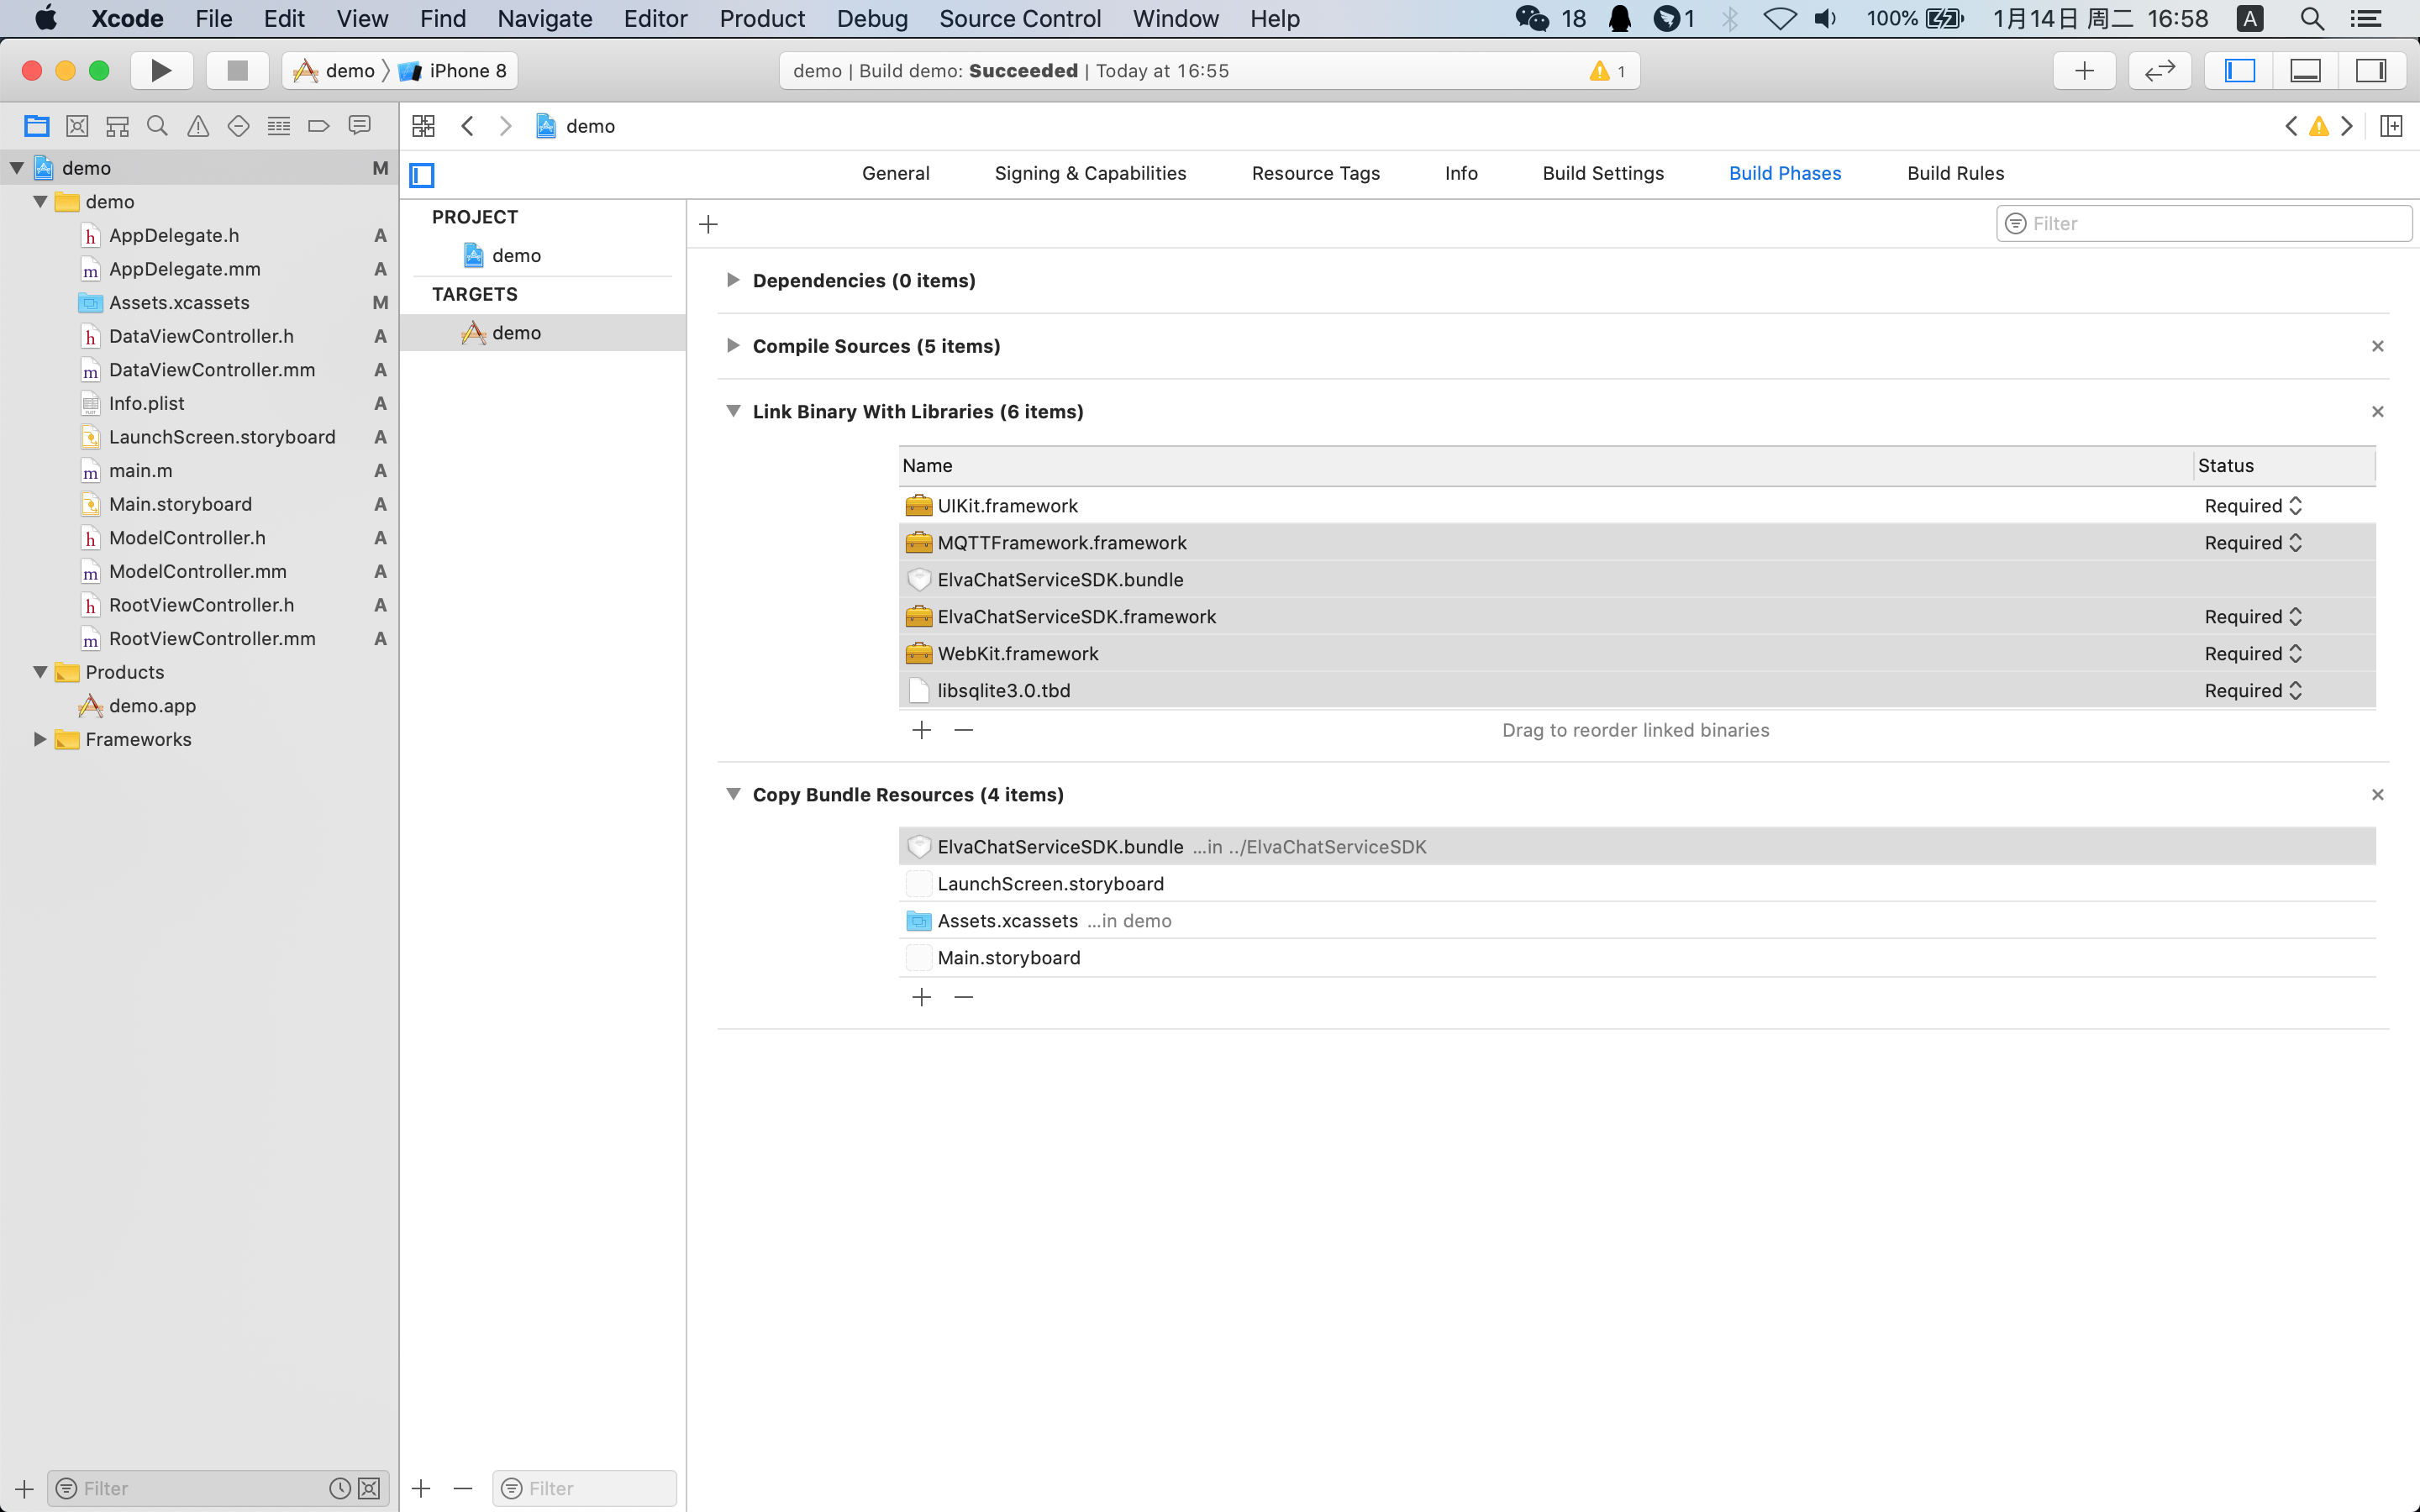 Xcode File Edit View Find Navigate Editor Product Debug Source Control Window Help 18 1 100% 1月14日 周二 16:58 A
demo iPhone 8 demo | Build demo: Succeeded | Today at 16:55 1
demo
demo M
General Signing & Capabilities Resource Tags Info Build Settings Build Phases Build Rules
demo
AppDelegate.h A
AppDelegate.mm A
Assets.xcassets M
DataViewController.h A
DataViewController.mm A
Info.plist A
LaunchScreen.storyboard A
main.m A
Main.storyboard A
ModelController.h A
ModelController.mm A
RootViewController.h A
RootViewController.mm A
Products
demo.app
Frameworks
Filter
PROJECT
demo
TARGETS
demo
Filter
Filter
Dependencies (0 items)
Compile Sources (5 items)
Link Binary With Libraries (6 items)
Name Status
UIKit.framework Required
MQTTFramework.framework Required
ElvaChatServiceSDK.bundle
ElvaChatServiceSDK.framework Required
WebKit.framework Required
libsqlite3.0.tbd Required
Drag to reorder linked binaries
Copy Bundle Resources (4 items)
ElvaChatServiceSDK.bundle ...in ../ElvaChatServiceSDK
LaunchScreen.storyboard
Assets.xcassets ...in demo
Main.storyboard